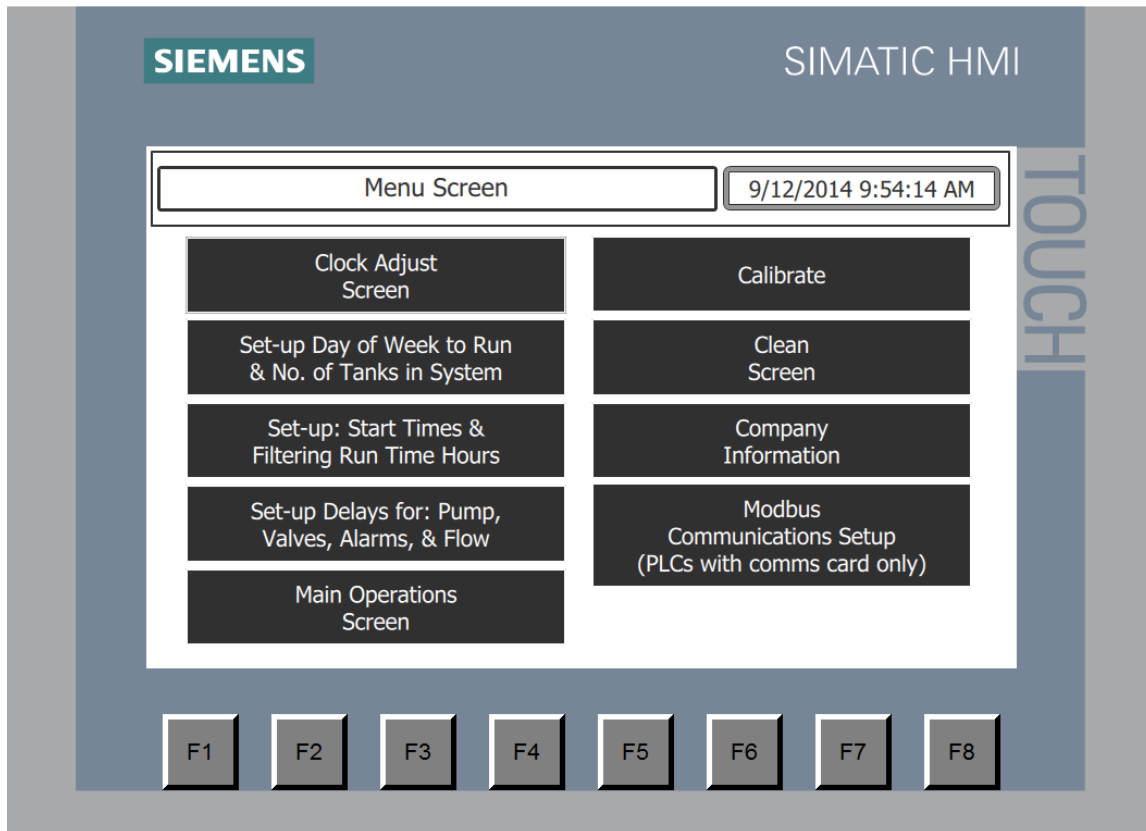 SIEMENS
SIMATIC HMI
TOUCH
Menu Screen
9/12/2014 9:54:14 AM
Clock Adjust
Screen
Calibrate
Set-up Day of Week to Run
& No. of Tanks in System
Clean
Screen
Set-up: Start Times &
Filtering Run Time Hours
Company
Information
Set-up Delays for: Pump,
Valves, Alarms, & Flow
Modbus
Communications Setup
(PLCs with comms card only)
Main Operations
Screen
F1
F2
F3
F4
F5
F6
F7
F8